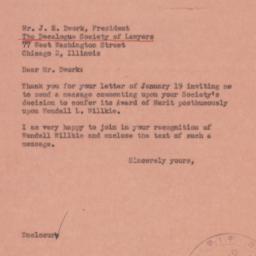 Mr. J. E. Dwork, President
The Decalogue Society of Lawyers
77 West Washington Street
Chicago 2, Illinois
Dear Mr. Dwork:
Thank you for your letter of January 19 inviting me
to send a message commenting upon your Society's
decision to confer its Award of Merit posthumously
upon Wendell L. Willkie.
I am very happy to join in your recognition of
Wendell Willkie and enclose the text of such a
message.
Sincerely yours,
Enclosure